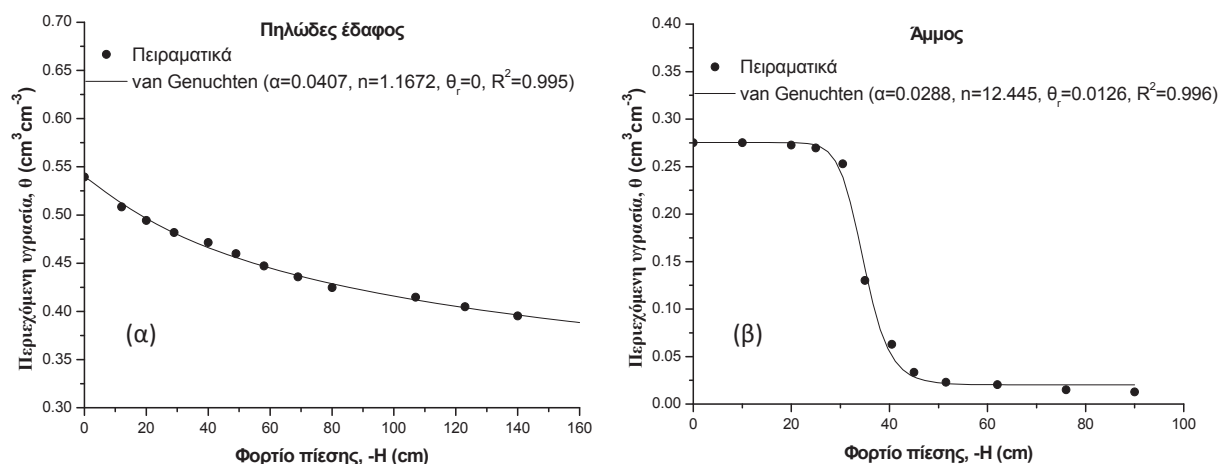 Πηλώδες έδαφος
Πειραματικά
van Genuchten (α=0.0407, n=1.1672, θr=0, R²=0.995)
Περιεχόμενη υγρασία, θ (cm³cm⁻³)
0.70
0.65
0.60
0.55
0.50
0.45
0.40
0.35
0.30
(α)
0 20 40 60 80 100 120 140 160
Φορτίο πίεσης, -H (cm)
Άμμος
Πειραματικά
van Genuchten (α=0.0288, n=12.445, θr=0.0126, R²=0.996)
Περιεχόμενη υγρασία, θ (cm³cm⁻³)
0.40
0.35
0.30
0.25
0.20
0.15
0.10
0.05
0.00
(β)
0 20 40 60 80 100
Φορτίο πίεσης, -H (cm)